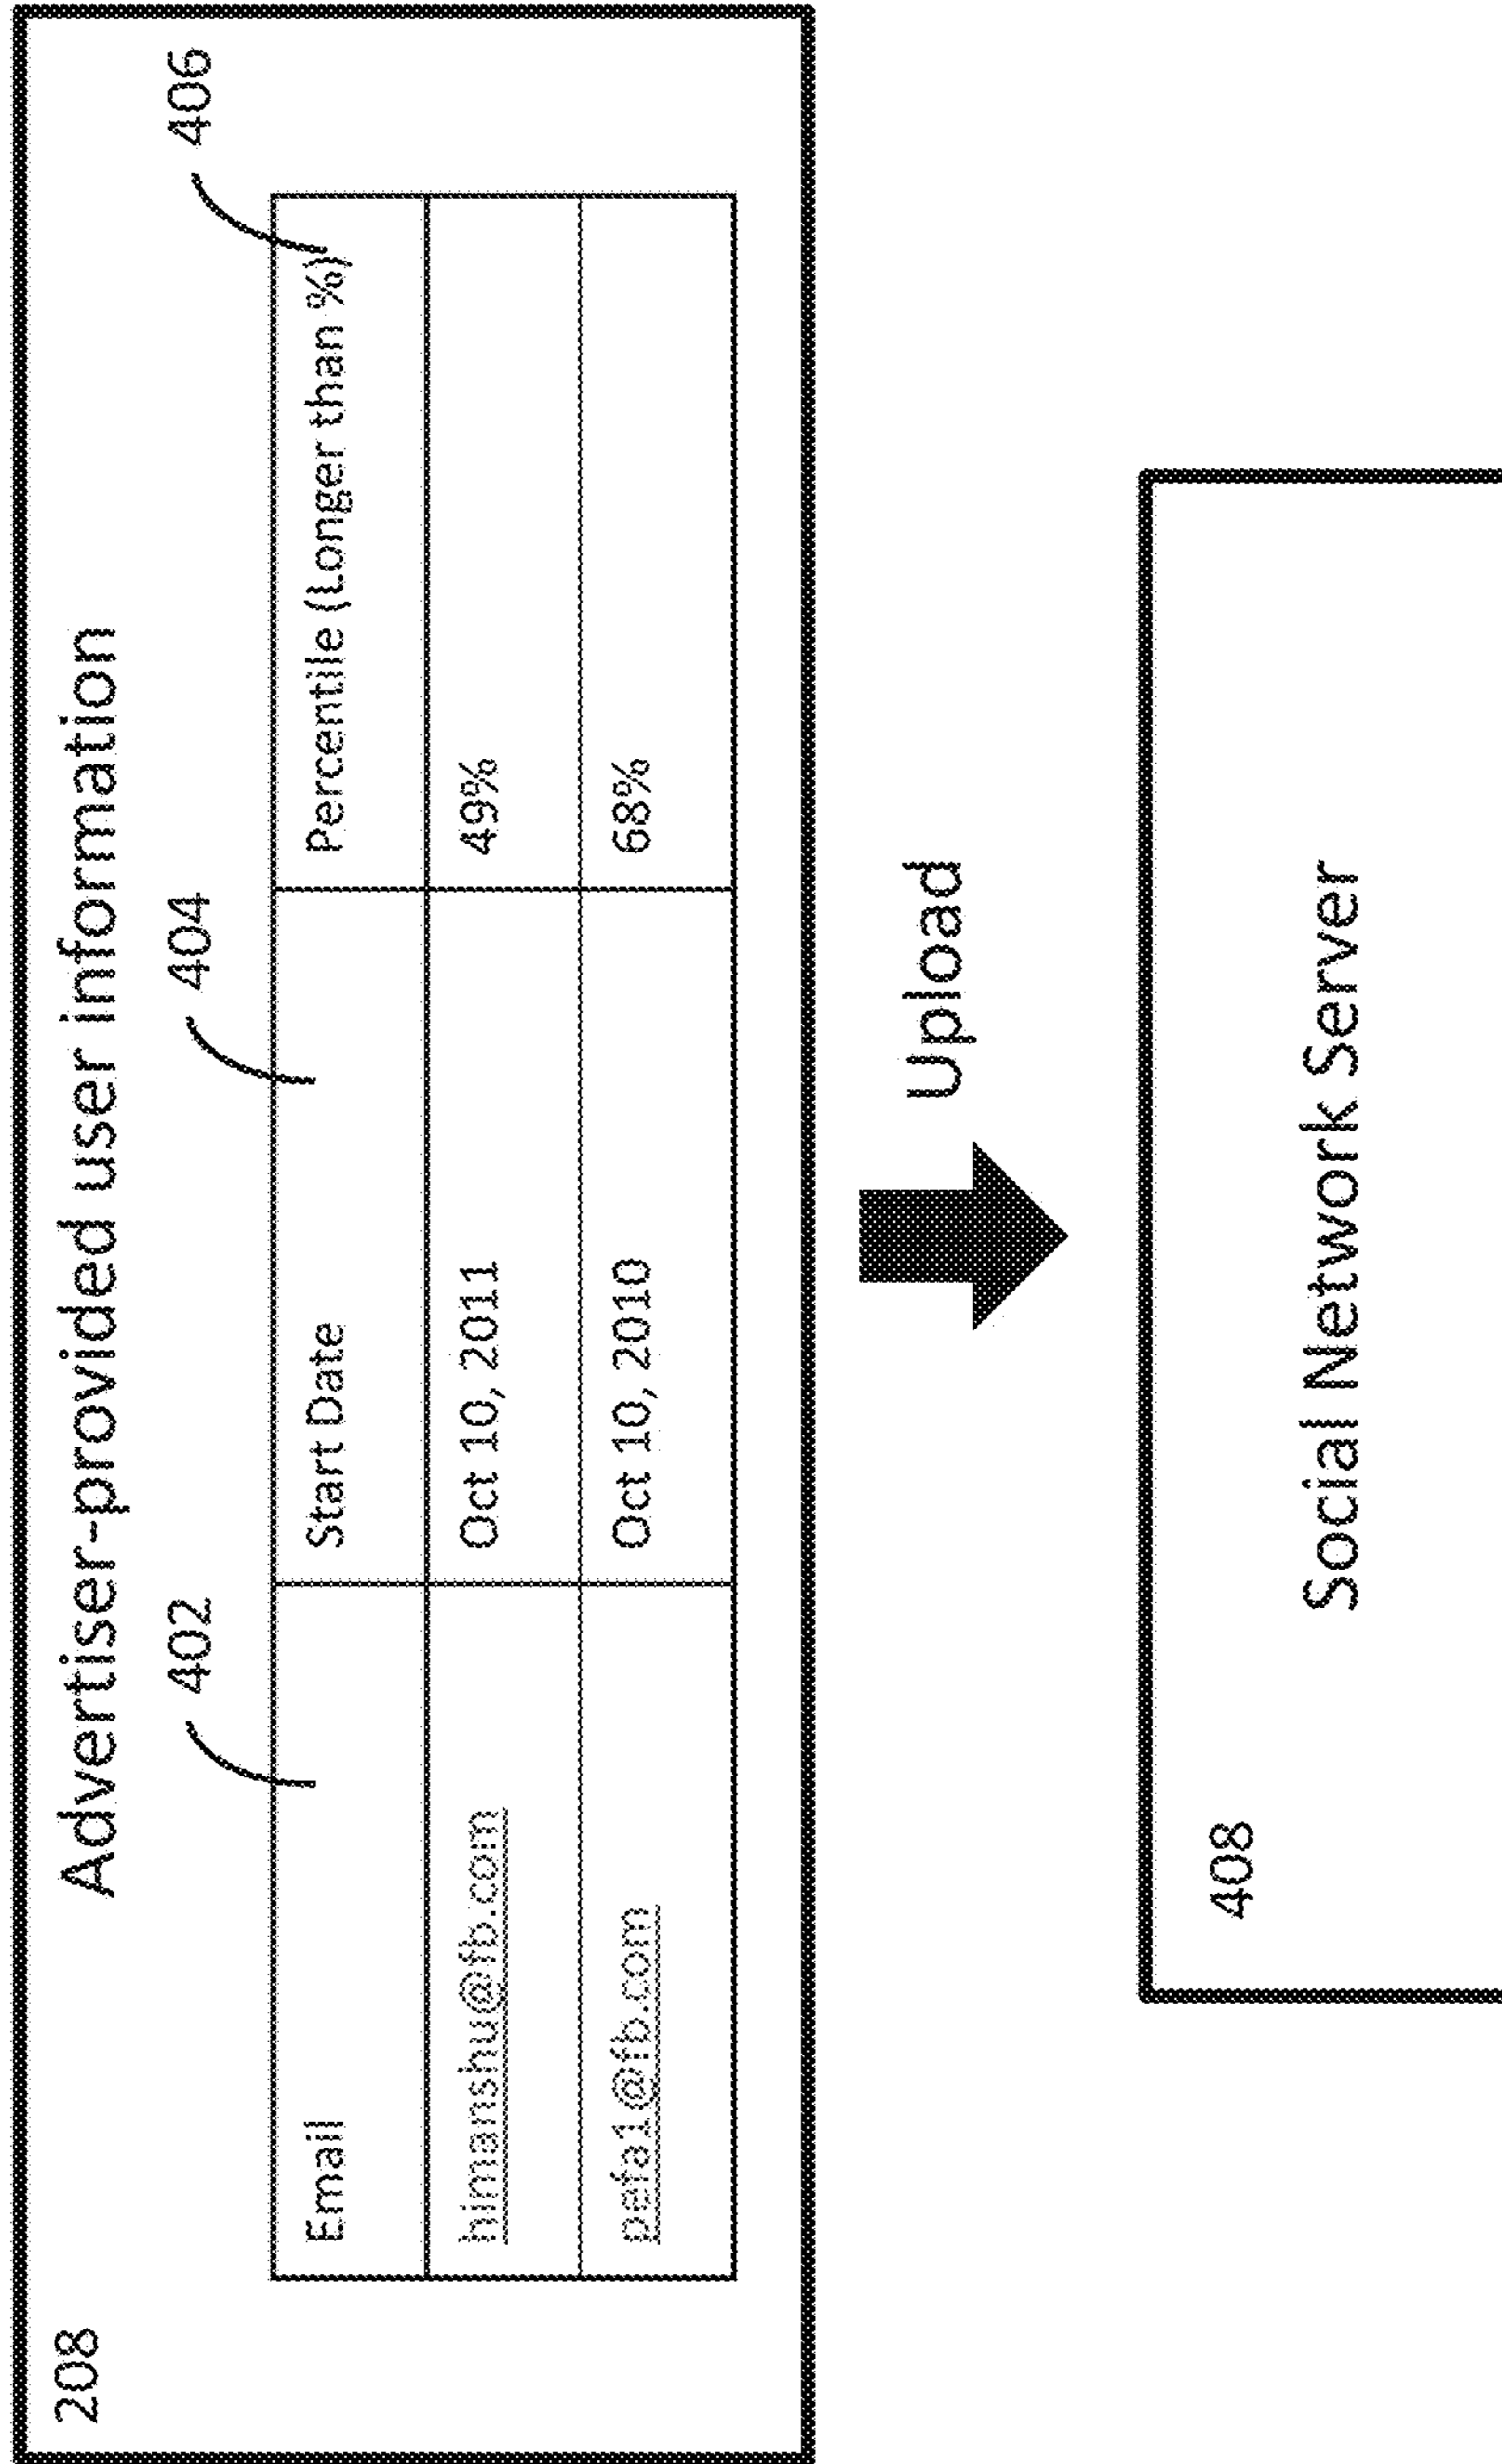 208
Advertiser-provided user information
402
404
406
Email Start Date Percentile (Longer than %)
himanshu@fb.com Oct 10, 2011 49%
pefa1@fb.com Oct 10, 2010 68%
Upload
408
Social Network Server